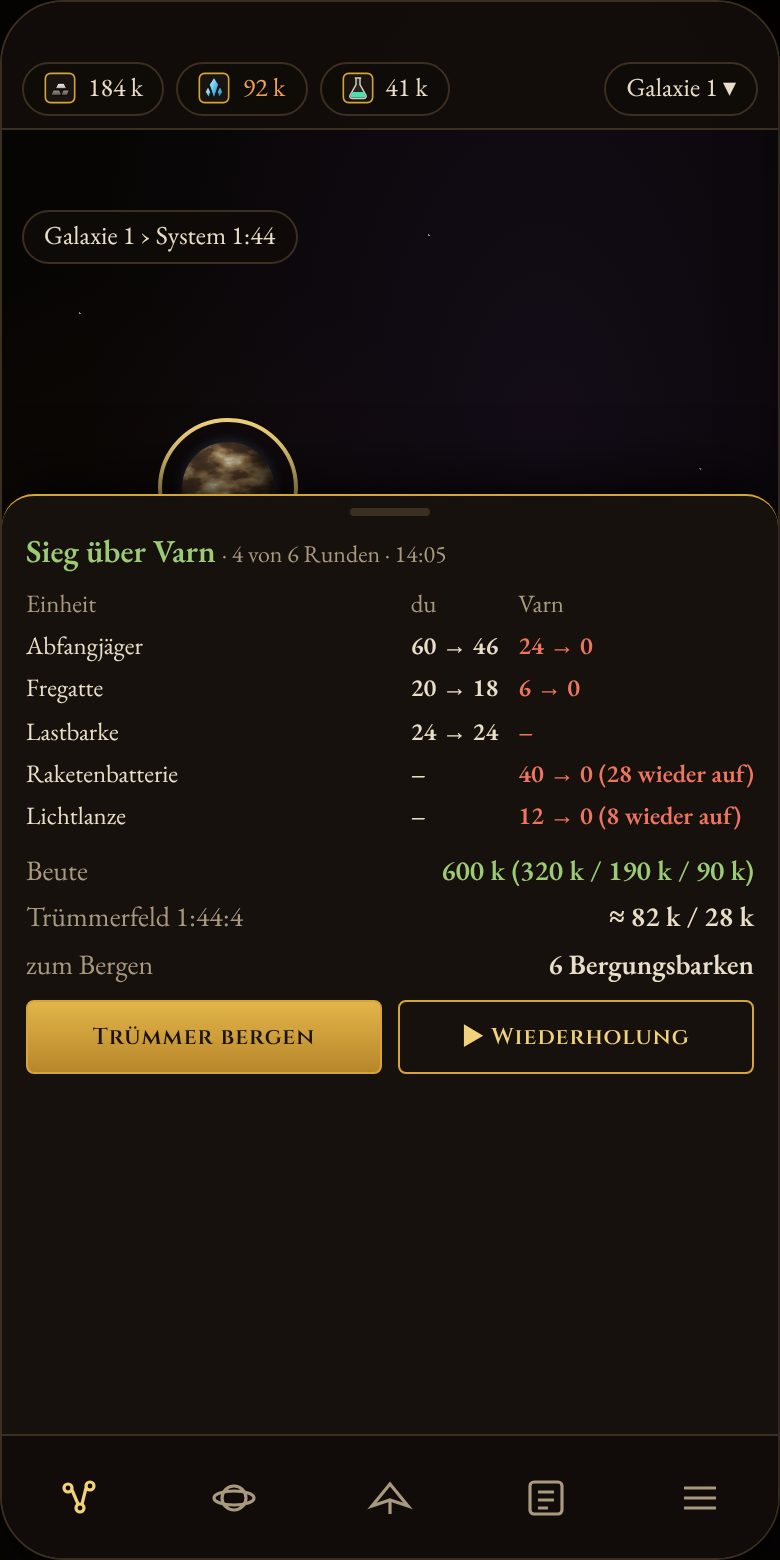 184 k 92 k 41 k Galaxie 1 ▼
Galaxie 1 › System 1:44
Sieg über Varn · 4 von 6 Runden · 14:05
Einheit du Varn
Abfangjäger 60 → 46 24 → 0
Fregatte 20 → 18 6 → 0
Lastbarke 24 → 24 –
Raketenbatterie – 40 → 0 (28 wieder auf)
Lichtlanze – 12 → 0 (8 wieder auf)
Beute 600 k (320 k / 190 k / 90 k)
Trümmerfeld 1:44:4 ≈ 82 k / 28 k
zum Bergen 6 Bergungsbarken
Trümmer bergen ▶ Wiederholung